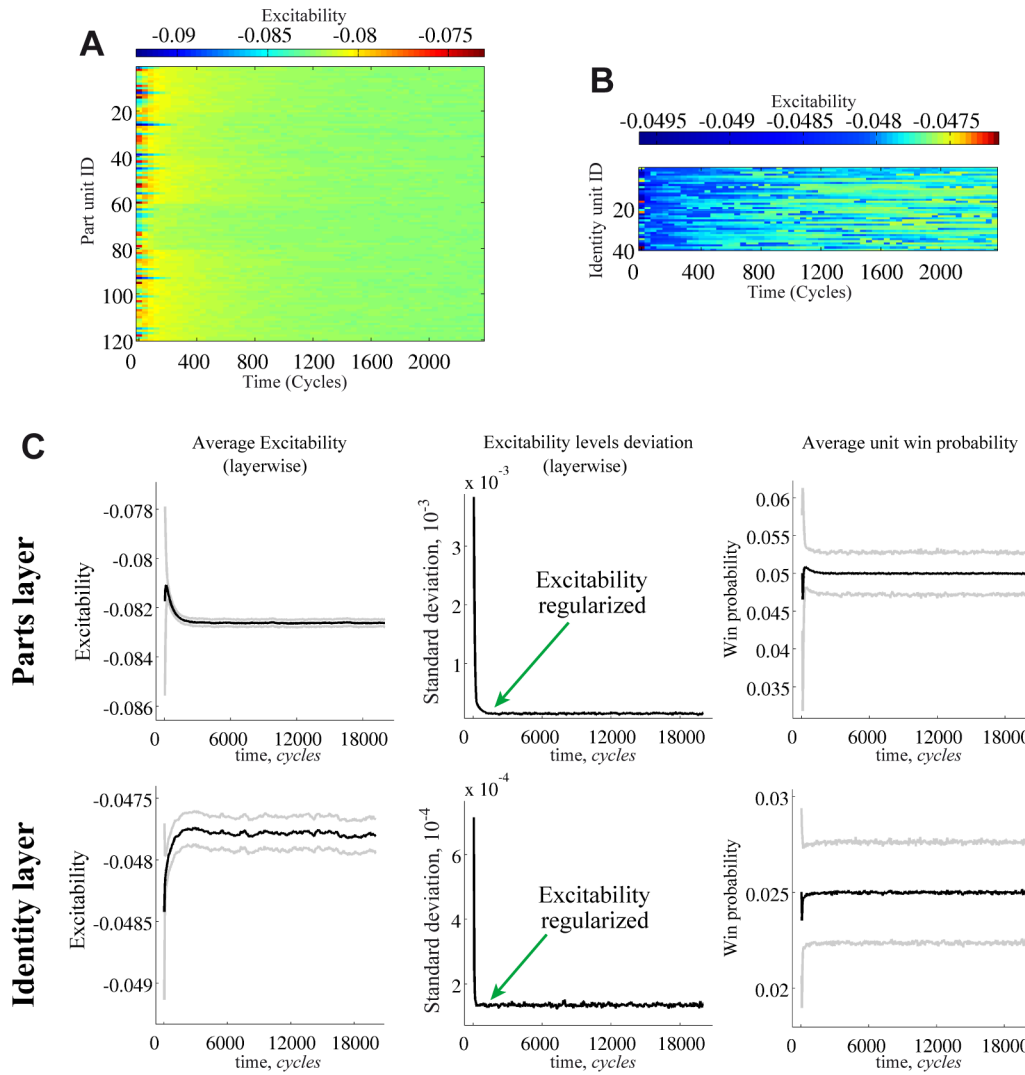 A
Excitability
-0.09 -0.085 -0.08 -0.075
Part unit ID
20
40
60
80
100
120
0 400 800 1200 1600 2000
Time (Cycles)
B
Excitability
-0.0495 -0.049 -0.0485 -0.048 -0.0475
Identity unit ID
20
40
0 400 800 1200 1600 2000
Time (Cycles)
C
Parts layer
Average Excitability
(layerwise)
Excitability
-0.078
-0.08
-0.082
-0.084
-0.086
0 6000 12000 18000
time, cycles
Excitability levels deviation
(layerwise)
x 10-3
Standard deviation, 10-3
3
2
1
Excitability
regularized
0 6000 12000 18000
time, cycles
Average unit win probability
Win probability
0.06
0.055
0.05
0.045
0.04
0.035
0 6000 12000 18000
time, cycles
Identity layer
Excitability
-0.0475
-0.048
-0.0485
-0.049
0 6000 12000 18000
time, cycles
x 10-4
Standard deviation, 10-4
6
4
2
Excitability
regularized
0 6000 12000 18000
time, cycles
Win probability
0.03
0.025
0.02
0 6000 12000 18000
time, cycles